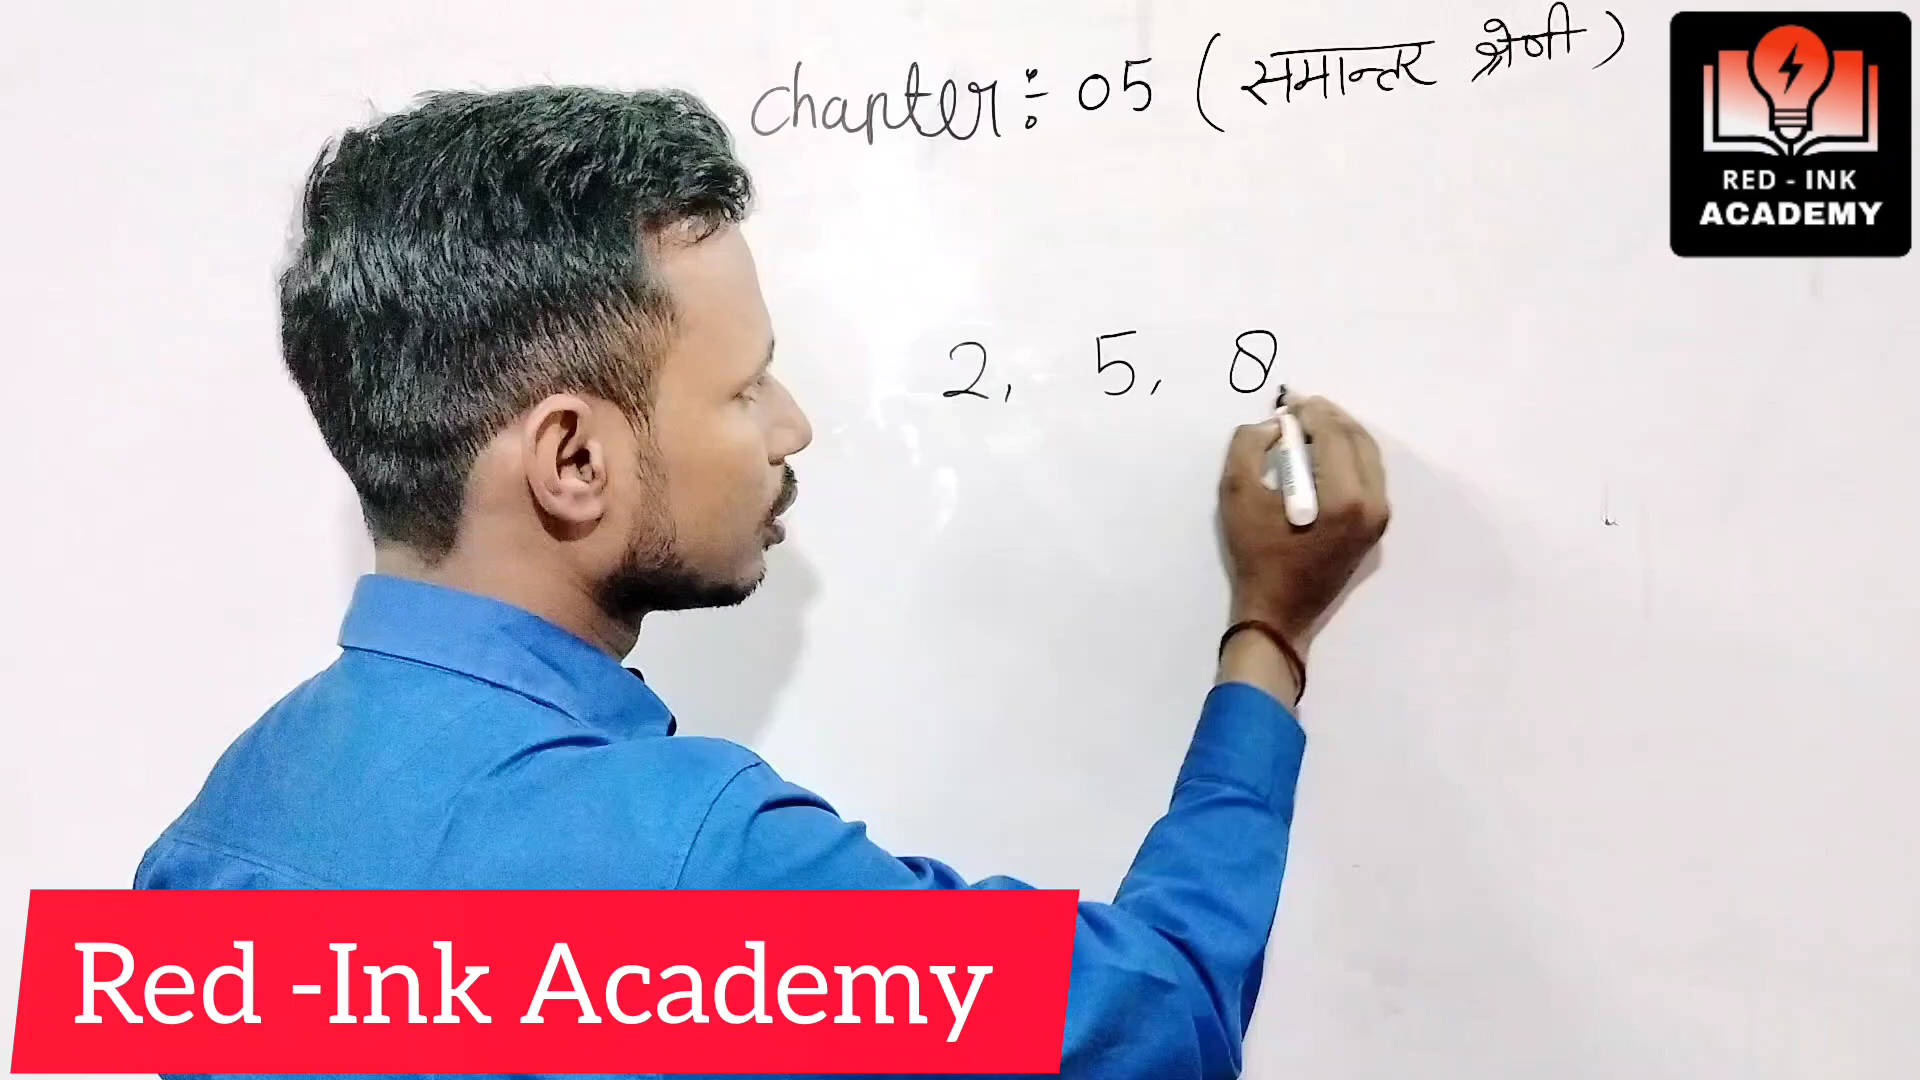 chapter÷ 05 (समान्तर श्रेणी)
RED - INK
ACADEMY
2, 5, 8
Red -Ink Academy